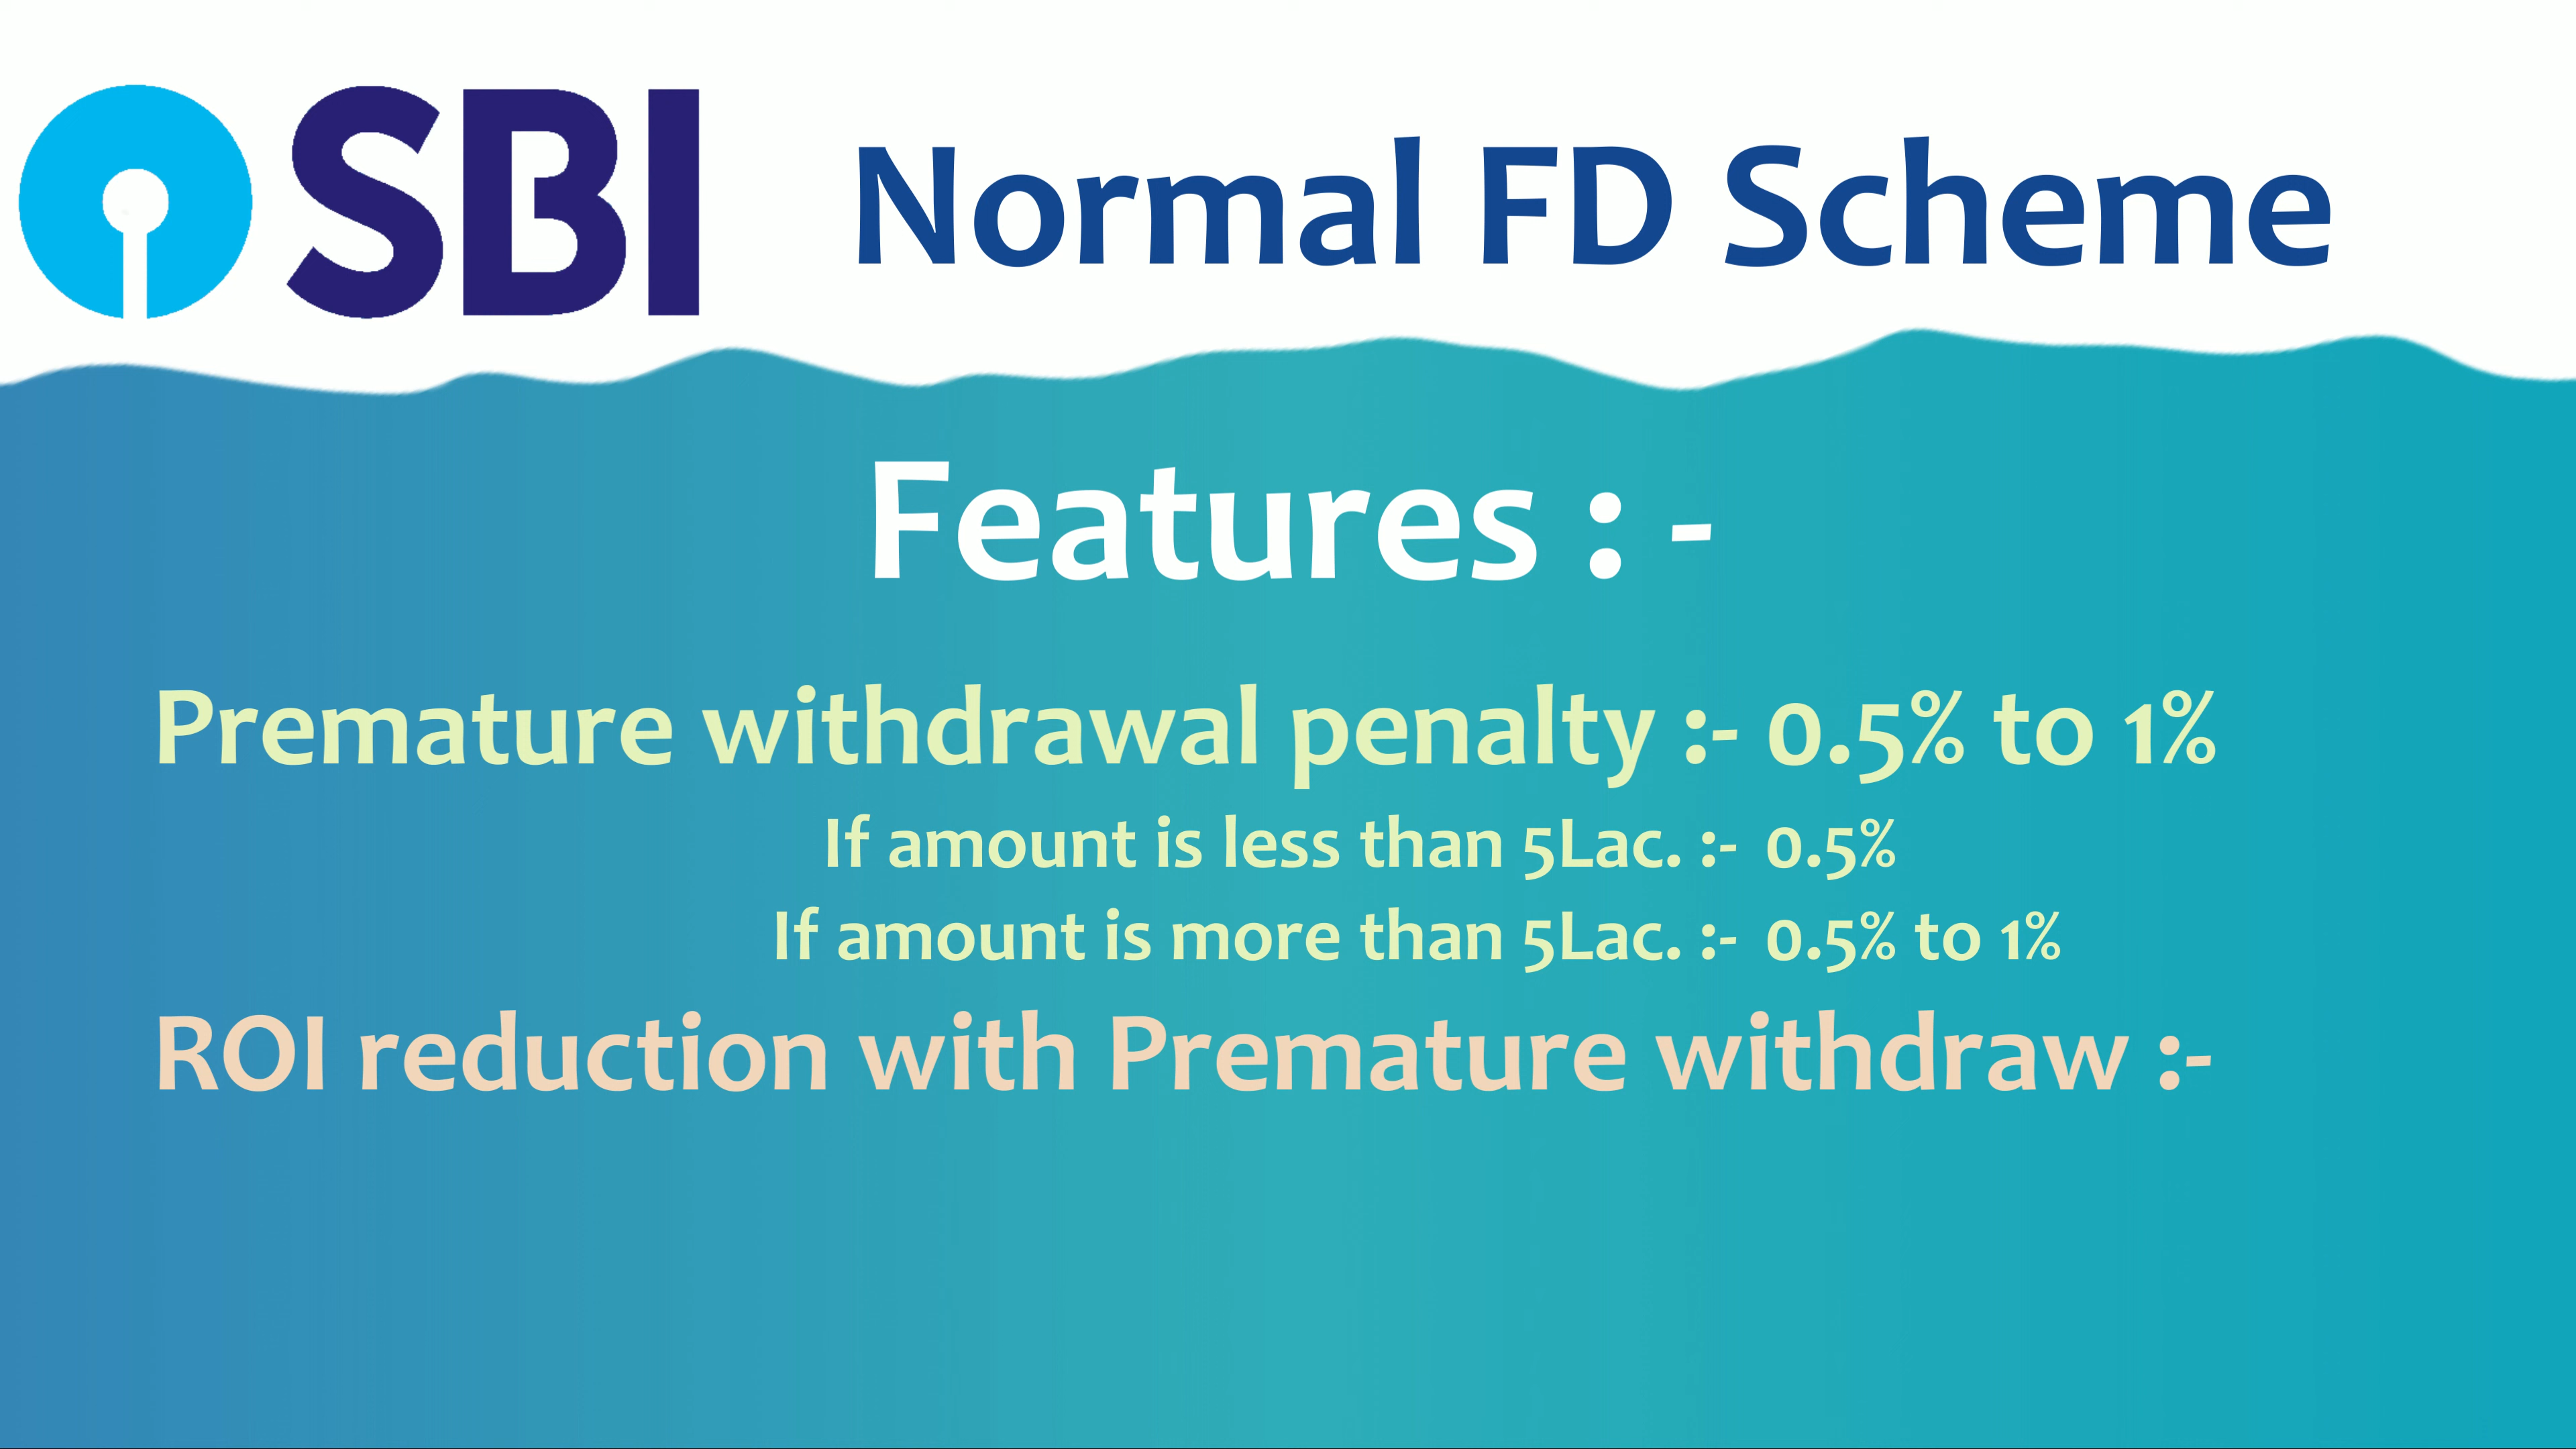 SBI Normal FD Scheme
Features : -
Premature withdrawal penalty :- 0.5% to 1%
If amount is less than 5Lac. :- 0.5%
If amount is more than 5Lac. :- 0.5% to 1%
ROI reduction with Premature withdraw :-